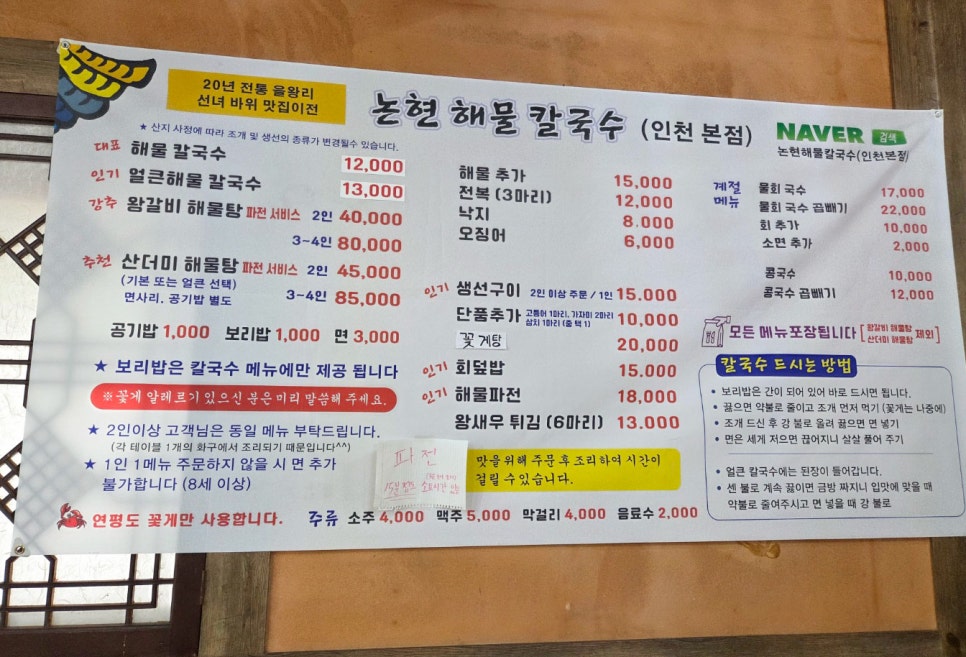 20년 전통 을왕리
선녀 바위 맛집이전
논현 해물 칼국수 (인천 본점)
NAVER 검색
논현해물칼국수(인천본점)
★ 산지 사정에 따라 조개 및 생선의 종류가 변경될수 있습니다.
대표 해물 칼국수 12,000
인기 얼큰해물 칼국수 13,000
강추 왕갈비 해물탕 파전 서비스 2인 40,000
3~4인 80,000
추천 산더미 해물탕 파전 서비스 2인 45,000
(기본 또는 얼큰 선택)
면사리, 공기밥 별도 3~4인 85,000
공기밥 1,000 보리밥 1,000 면 3,000
★ 보리밥은 칼국수 메뉴에만 제공 됩니다
※꽃게 알레르기 있으신 분은 미리 말씀해 주세요.
★ 2인이상 고객님은 동일 메뉴 부탁드립니다.
(각 테이블 1개의 화구에서 조리되기 때문입니다^^)
★ 1인 1메뉴 주문하지 않을 시 면 추가
불가합니다 (8세 이상)
연평도 꽃게만 사용합니다.
해물 추가 15,000
전복 (3마리) 12,000
낙지 8,000
오징어 6,000
인기 생선구이 2인 이상 주문 / 1인 15,000
단품추가 고등어 1마리, 가자미 2마리
삼치 1마리 (중 택 1) 10,000
꽃게탕 20,000
인기 회덮밥 15,000
인기 해물파전 18,000
왕새우 튀김 (6마리) 13,000
파전
15분 정도
맛을 위해 주문 후 조리하여 시간이
걸릴 수 있습니다.
주류 소주 4,000 맥주 5,000 막걸리 4,000 음료수 2,000
계절
메뉴
물회 국수 17,000
물회 국수 곱빼기 22,000
회 추가 10,000
소면 추가 2,000
콩국수 10,000
콩국수 곱빼기 12,000
모든 메뉴포장됩니다 [왕갈비 해물탕 산더미 해물탕 제외]
칼국수 드시는 방법
• 보리밥은 간이 되어 있어 바로 드시면 됩니다.
• 끓으면 약불로 줄이고 조개 먼저 먹기 (꽃게는 나중에)
• 조개 드신 후 강 불로 올려 끓으면 면 넣기
• 면은 세게 저으면 끊어지니 살살 풀어 주기
• 얼큰 칼국수에는 된장이 들어갑니다.
• 센 불로 계속 끓이면 금방 짜지니 입맛에 맞을 때
약불로 줄여주시고 면 넣을 때 강 불로